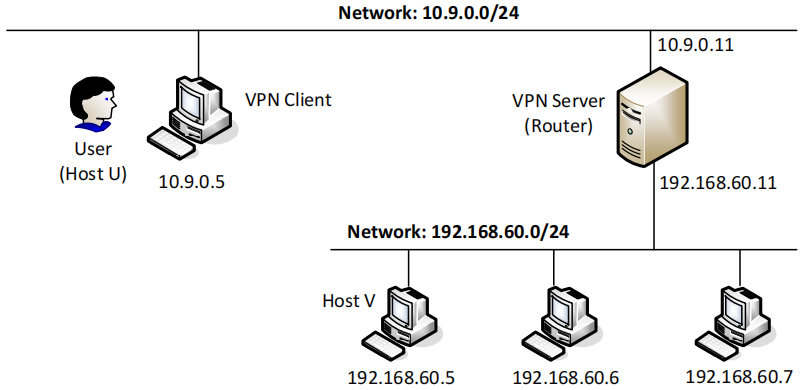 Network: 10.9.0.0/24
10.9.0.11
VPN Client
VPN Server
(Router)
User
(Host U)
10.9.0.5
192.168.60.11
Network: 192.168.60.0/24
Host V
192.168.60.5
192.168.60.6
192.168.60.7